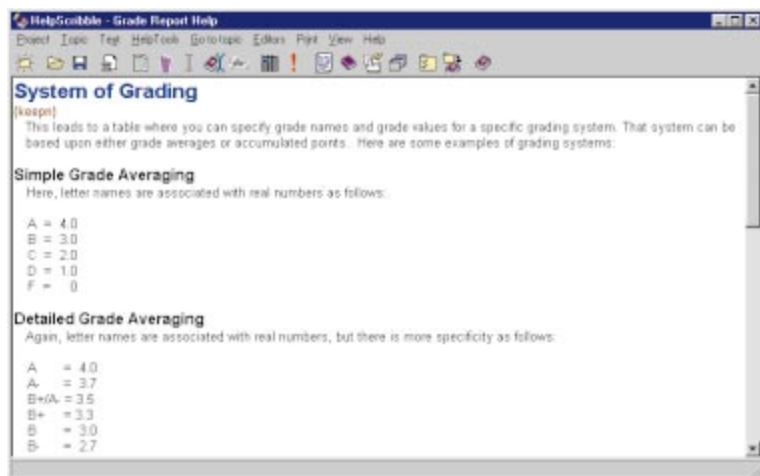 HelpScribble - Grade Report Help
Project Topic Text HelpTools Go to topic Editors Print View Help
System of Grading
{keepn}
This leads to a table where you can specify grade names and grade values for a specific grading system. That system can be
based upon either grade averages or accumulated points. Here are some examples of grading systems:
Simple Grade Averaging
Here, letter names are associated with real numbers as follows:
A = 4.0
B = 3.0
C = 2.0
D = 1.0
F = 0
Detailed Grade Averaging
Again, letter names are associated with real numbers, but there is more specificity as follows:
A = 4.0
A- = 3.7
B+/A- = 3.5
B+ = 3.3
B = 3.0
B- = 2.7